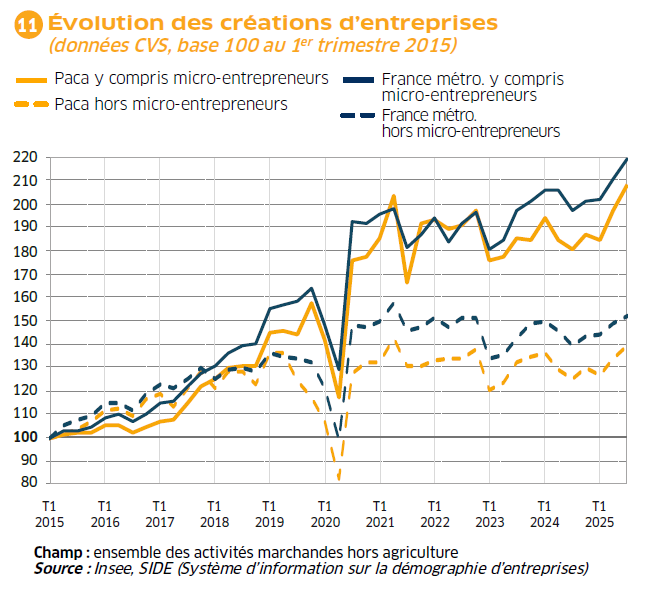 11 Évolution des créations d'entreprises
(données CVS, base 100 au 1er trimestre 2015)
Paca y compris micro-entrepreneurs
Paca hors micro-entrepreneurs
France métro. y compris
micro-entrepreneurs
France métro.
hors micro-entrepreneurs
220
210
200
190
180
170
160
150
140
130
120
110
100
90
80
T1 T1 T1 T1 T1 T1 T1 T1 T1 T1 T1
2015 2016 2017 2018 2019 2020 2021 2022 2023 2024 2025
Champ : ensemble des activités marchandes hors agriculture
Source : Insee, SIDE (Système d'information sur la démographie d'entreprises)